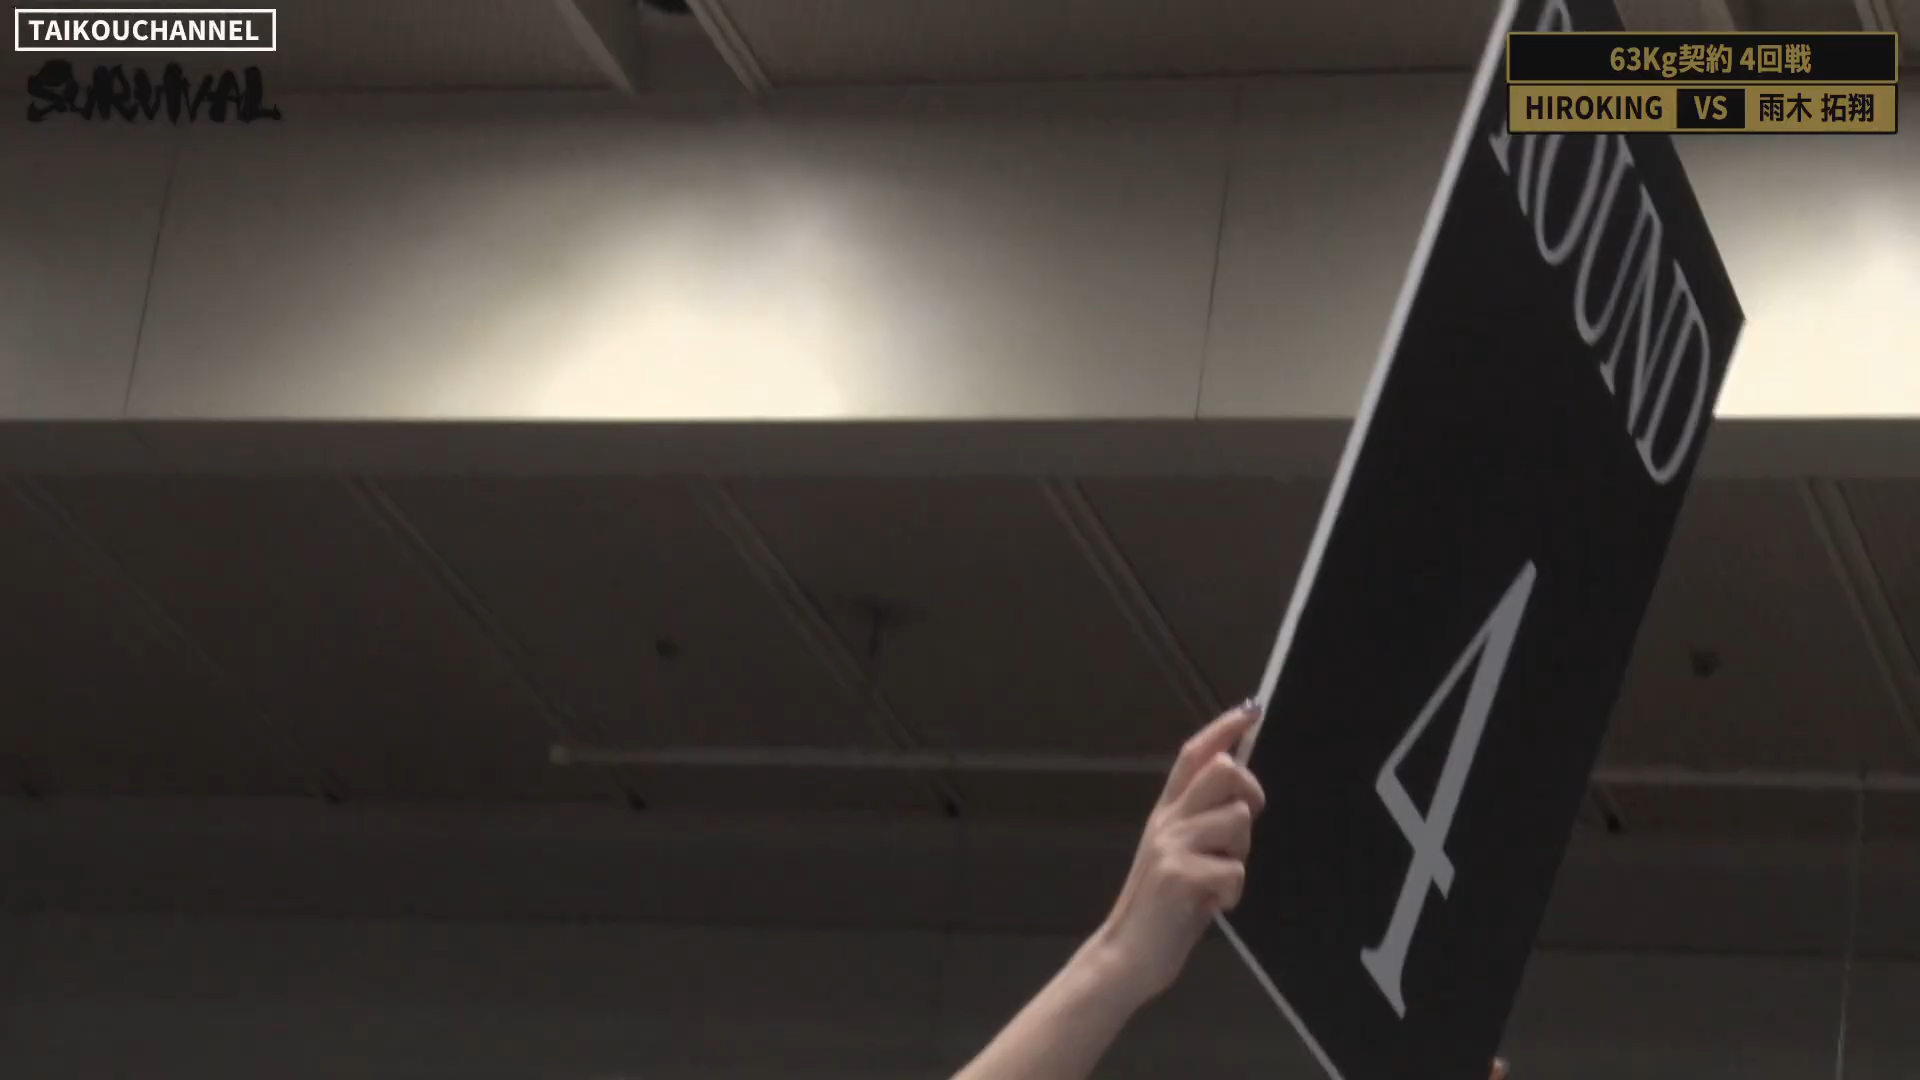 TAIKOUCHANNEL
SURVIVAL
63Kg契約 4回戦
HIROKING VS 雨木 拓翔
ROUND
4